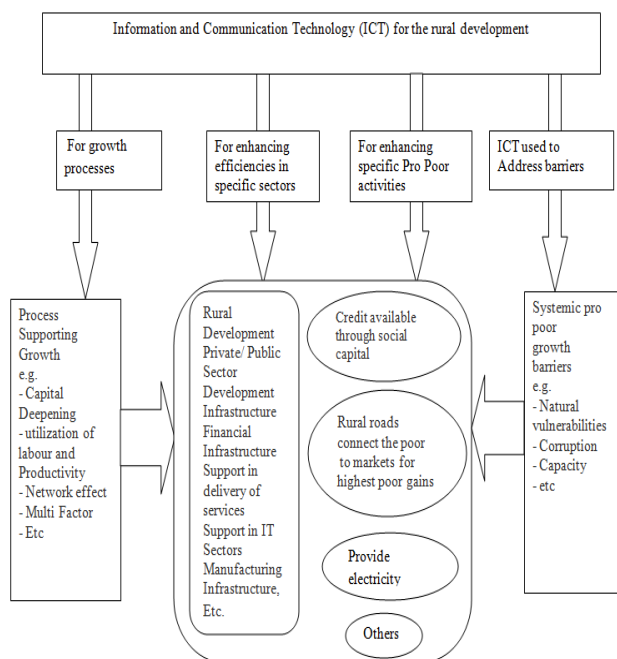 Information and Communication Technology (ICT) for the rural development
For growth
processes
For enhancing
efficiencies in
specific sectors
For enhancing
specific Pro Poor
activities
ICT used to
Address barriers
Process
Supporting
Growth
e.g.
- Capital
Deepening
- utilization of
labour and
Productivity
- Network effect
- Multi Factor
- Etc
Rural
Development
Private/ Public
Sector
Development
Infrastructure
Financial
Infrastructure
Support in
delivery of
services
Support in IT
Sectors
Manufacturing
Infrastructure,
Etc.
Credit available
through social
capital
Rural roads
connect the poor
to markets for
highest poor gains
Provide
electricity
Others
Systemic pro
poor
growth
barriers
e.g.
- Natural
vulnerabilities
- Corruption
- Capacity
- etc